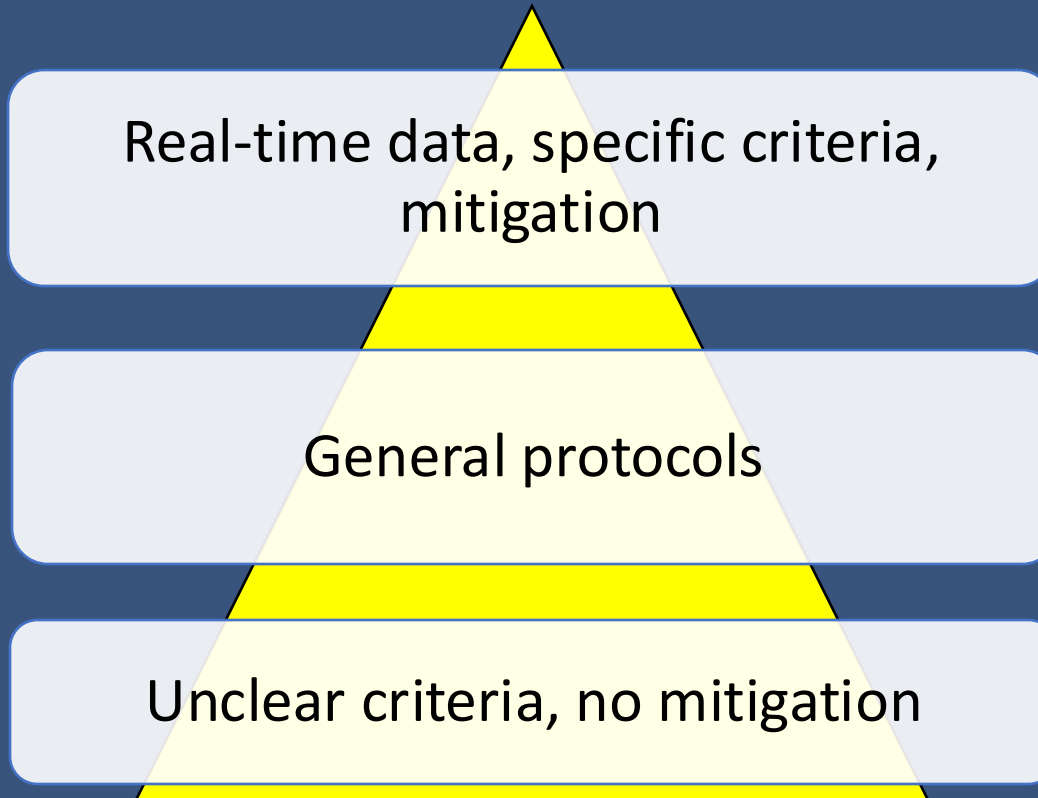 Real-time data, specific criteria,
mitigation
General protocols
Unclear criteria, no mitigation